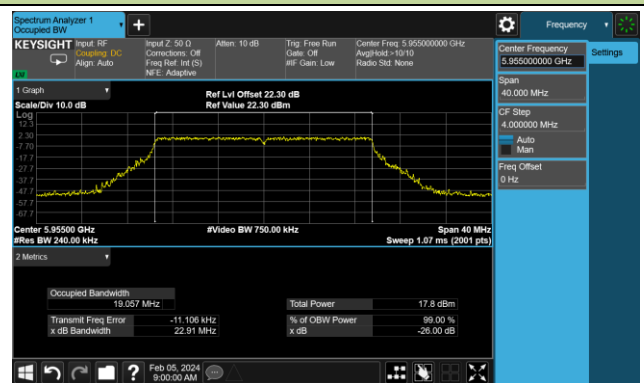 Spectrum Analyzer 1
Occupied BW
+
Frequency
KEYSIGHT
Input: RF
Coupling: DC
Align: Auto
Input Z: 50 Ω
Corrections: Off
Freq Ref: Int (S)
NFE: Adaptive
Atten: 10 dB
Trig: Free Run
Gate: Off
#IF Gain: Low
Center Freq: 5.955000000 GHz
Avg|Hold:>10/10
Radio Std: None
Center Frequency
5.955000000 GHz
Settings
Span
40.000 MHz
CF Step
4.000000 MHz
Auto
Man
Freq Offset
0 Hz
1 Graph
Scale/Div 10.0 dB
Ref Lvl Offset 22.30 dB
Ref Value 22.30 dBm
Log
12.3
2.30
-7.70
-17.7
-27.7
-37.7
-47.7
-57.7
-67.7
Center 5.95500 GHz
#Res BW 240.00 kHz
#Video BW 750.00 kHz
Span 40 MHz
Sweep 1.07 ms (2001 pts)
2 Metrics
Occupied Bandwidth
19.057 MHz
Total Power 17.8 dBm
Transmit Freq Error -11.106 kHz
% of OBW Power 99.00 %
x dB Bandwidth 22.91 MHz
x dB -26.00 dB
?
Feb 05, 2024
9:00:00 AM